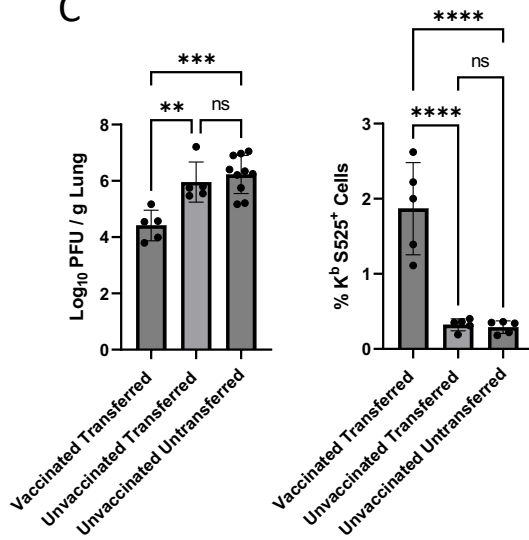 C
***
**
ns
Log₁₀ PFU / g Lung
8
6
4
2
0
Vaccinated Transferred
Unvaccinated Transferred
Unvaccinated Untransferred
****
ns
****
% Kᵇ S525⁺ Cells
3
2
1
0
Vaccinated Transferred
Unvaccinated Transferred
Unvaccinated Untransferred